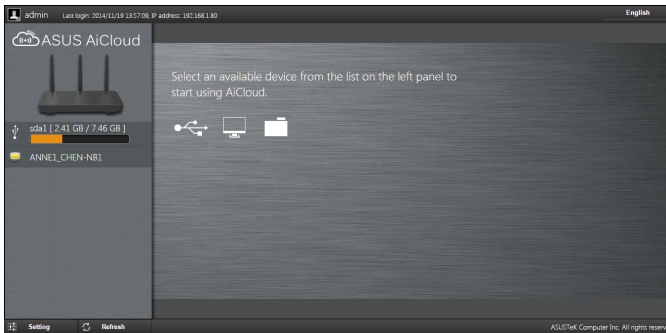 admin Last login: 2014/11/19 13:57:09, IP address: 192.168.1.80 English
ASUS AiCloud
Select an available device from the list on the left panel to
start using AiCloud.
sda1 [ 2.41 GB / 7.46 GB ]
ANNE1_CHEN-NB1
Setting Refresh ASUSTeK Computer Inc. All rights reserv